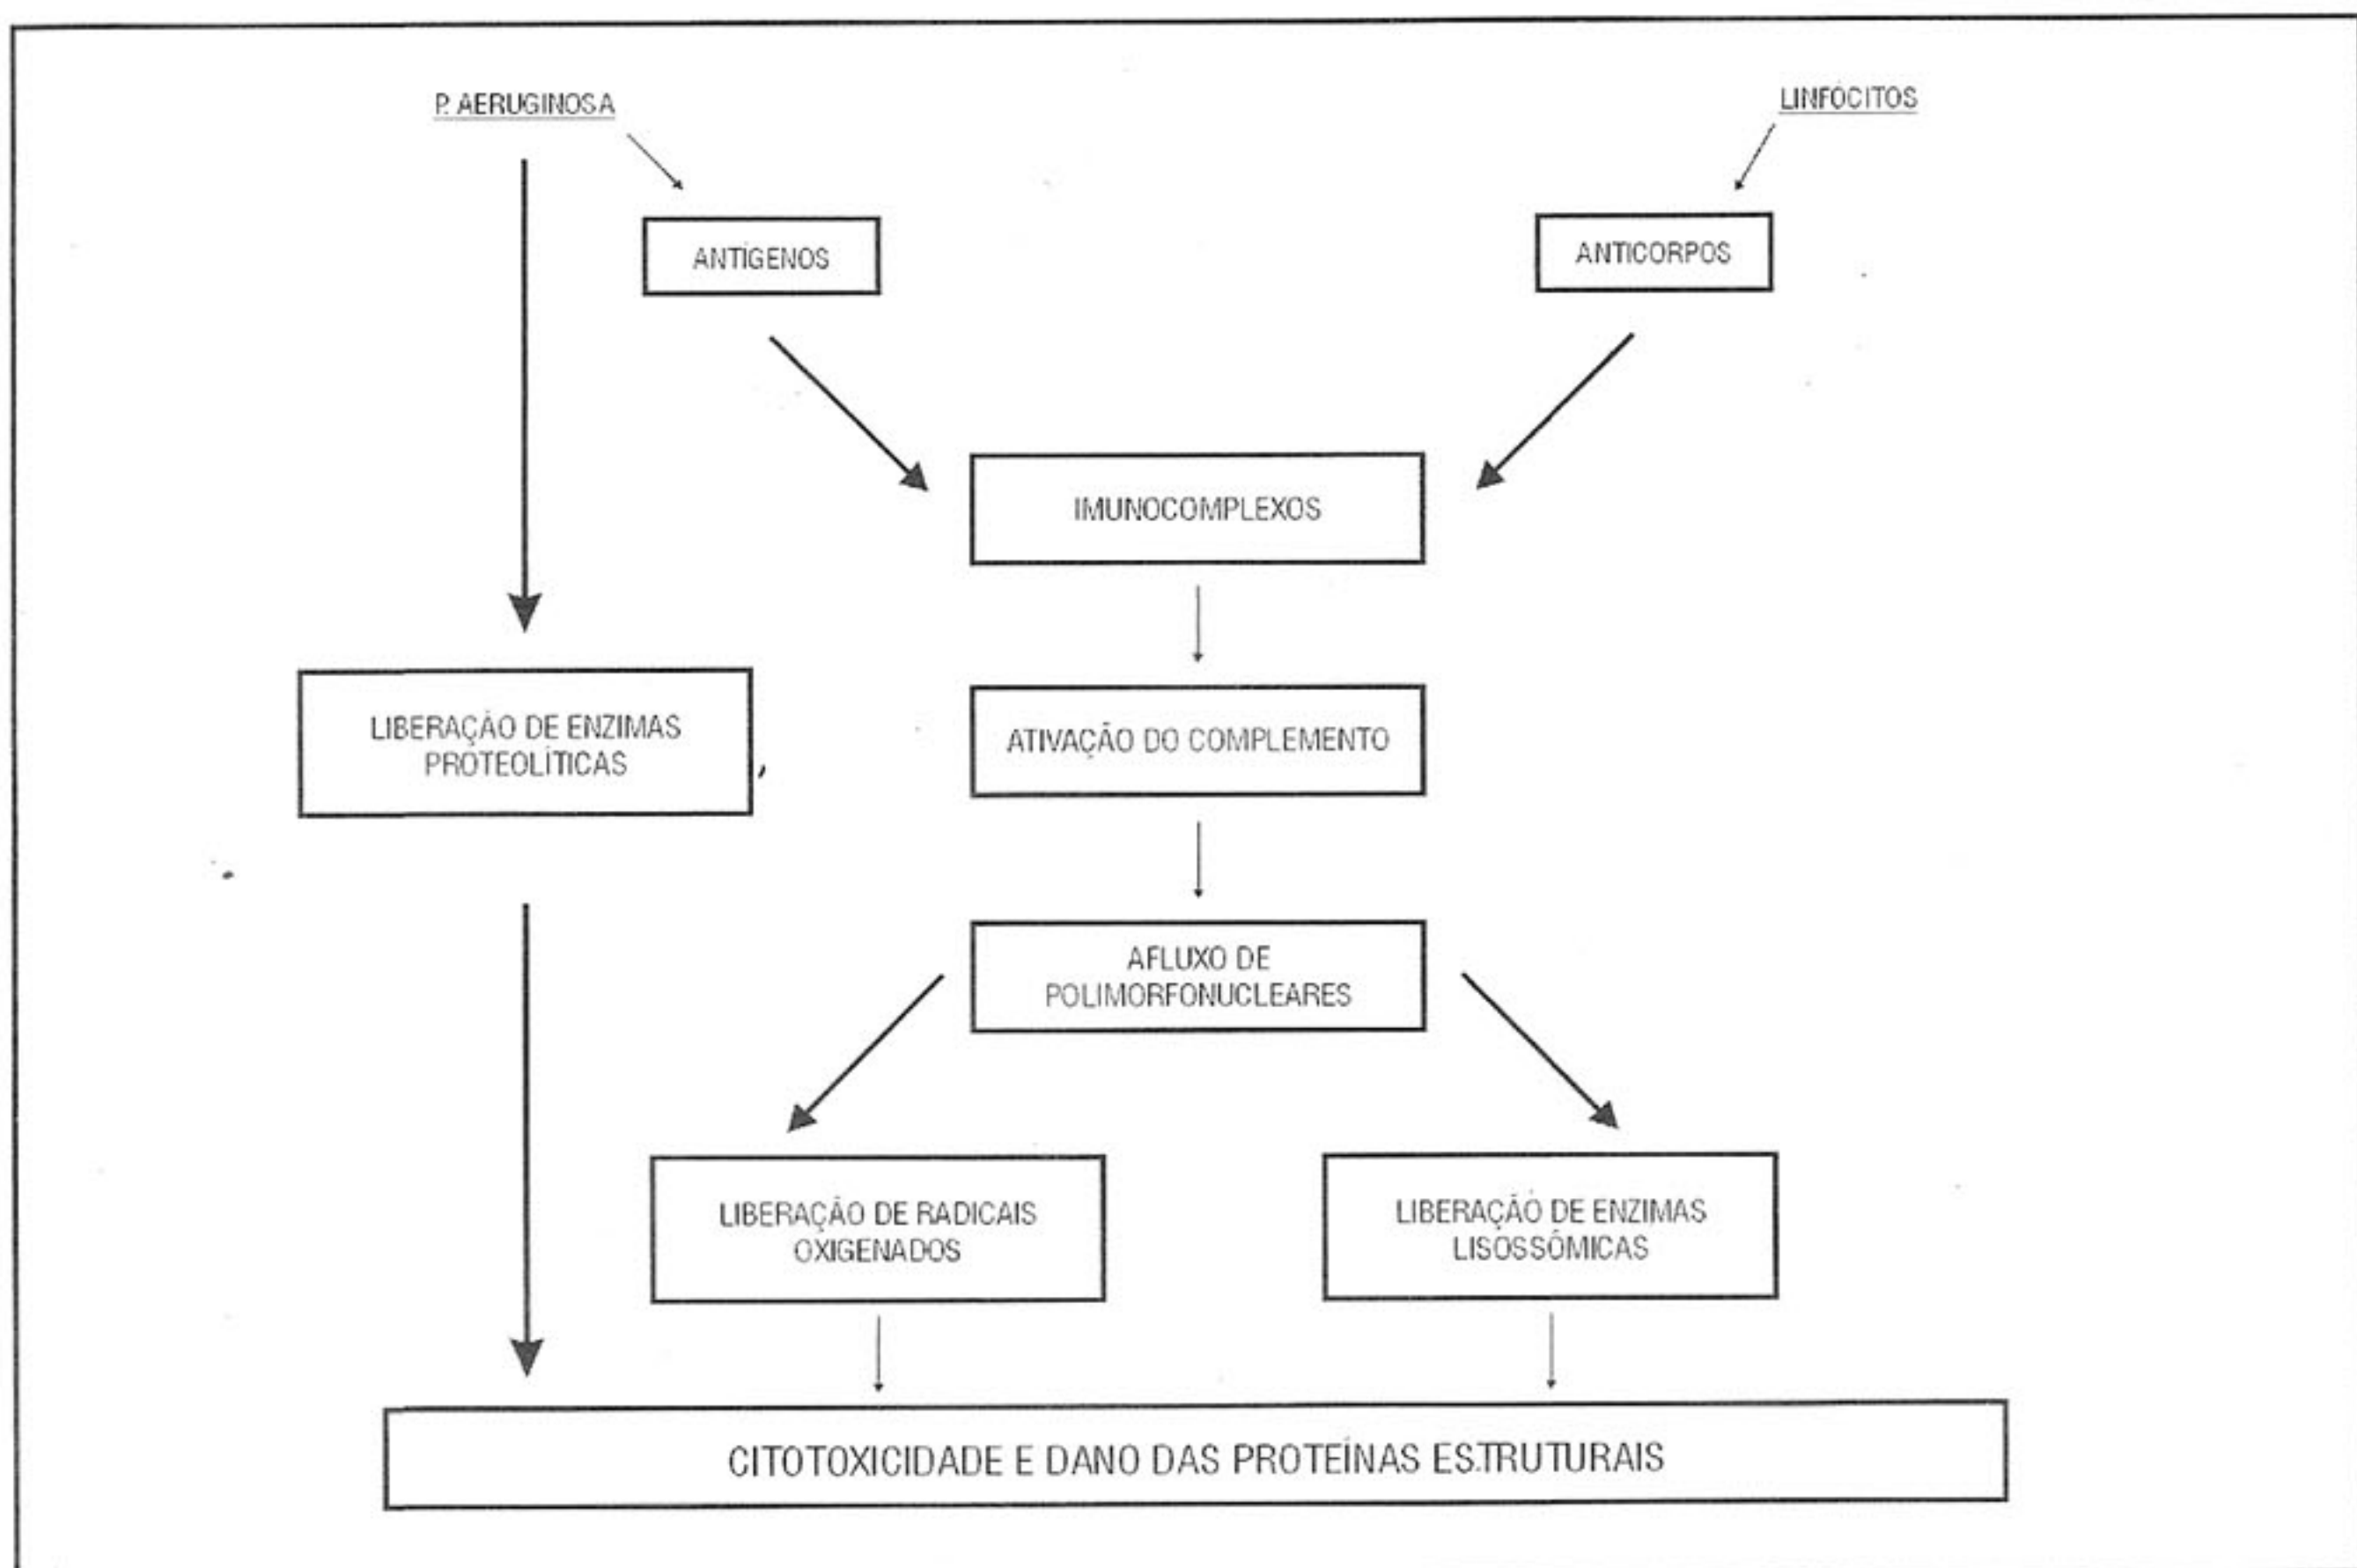 P. AERUGINOSA
LINFÓCITOS
ANTÍGENOS
ANTICORPOS
IMUNOCOMPLEXOS
LIBERAÇÃO DE ENZIMAS
PROTEOLÍTICAS
ATIVAÇÃO DO COMPLEMENTO
AFLUXO DE
POLIMORFONUCLEARES
LIBERAÇÃO DE RADICAIS
OXIGENADOS
LIBERAÇÃO DE ENZIMAS
LISOSSÔMICAS
CITOTOXICIDADE E DANO DAS PROTEÍNAS ESTRUTURAIS